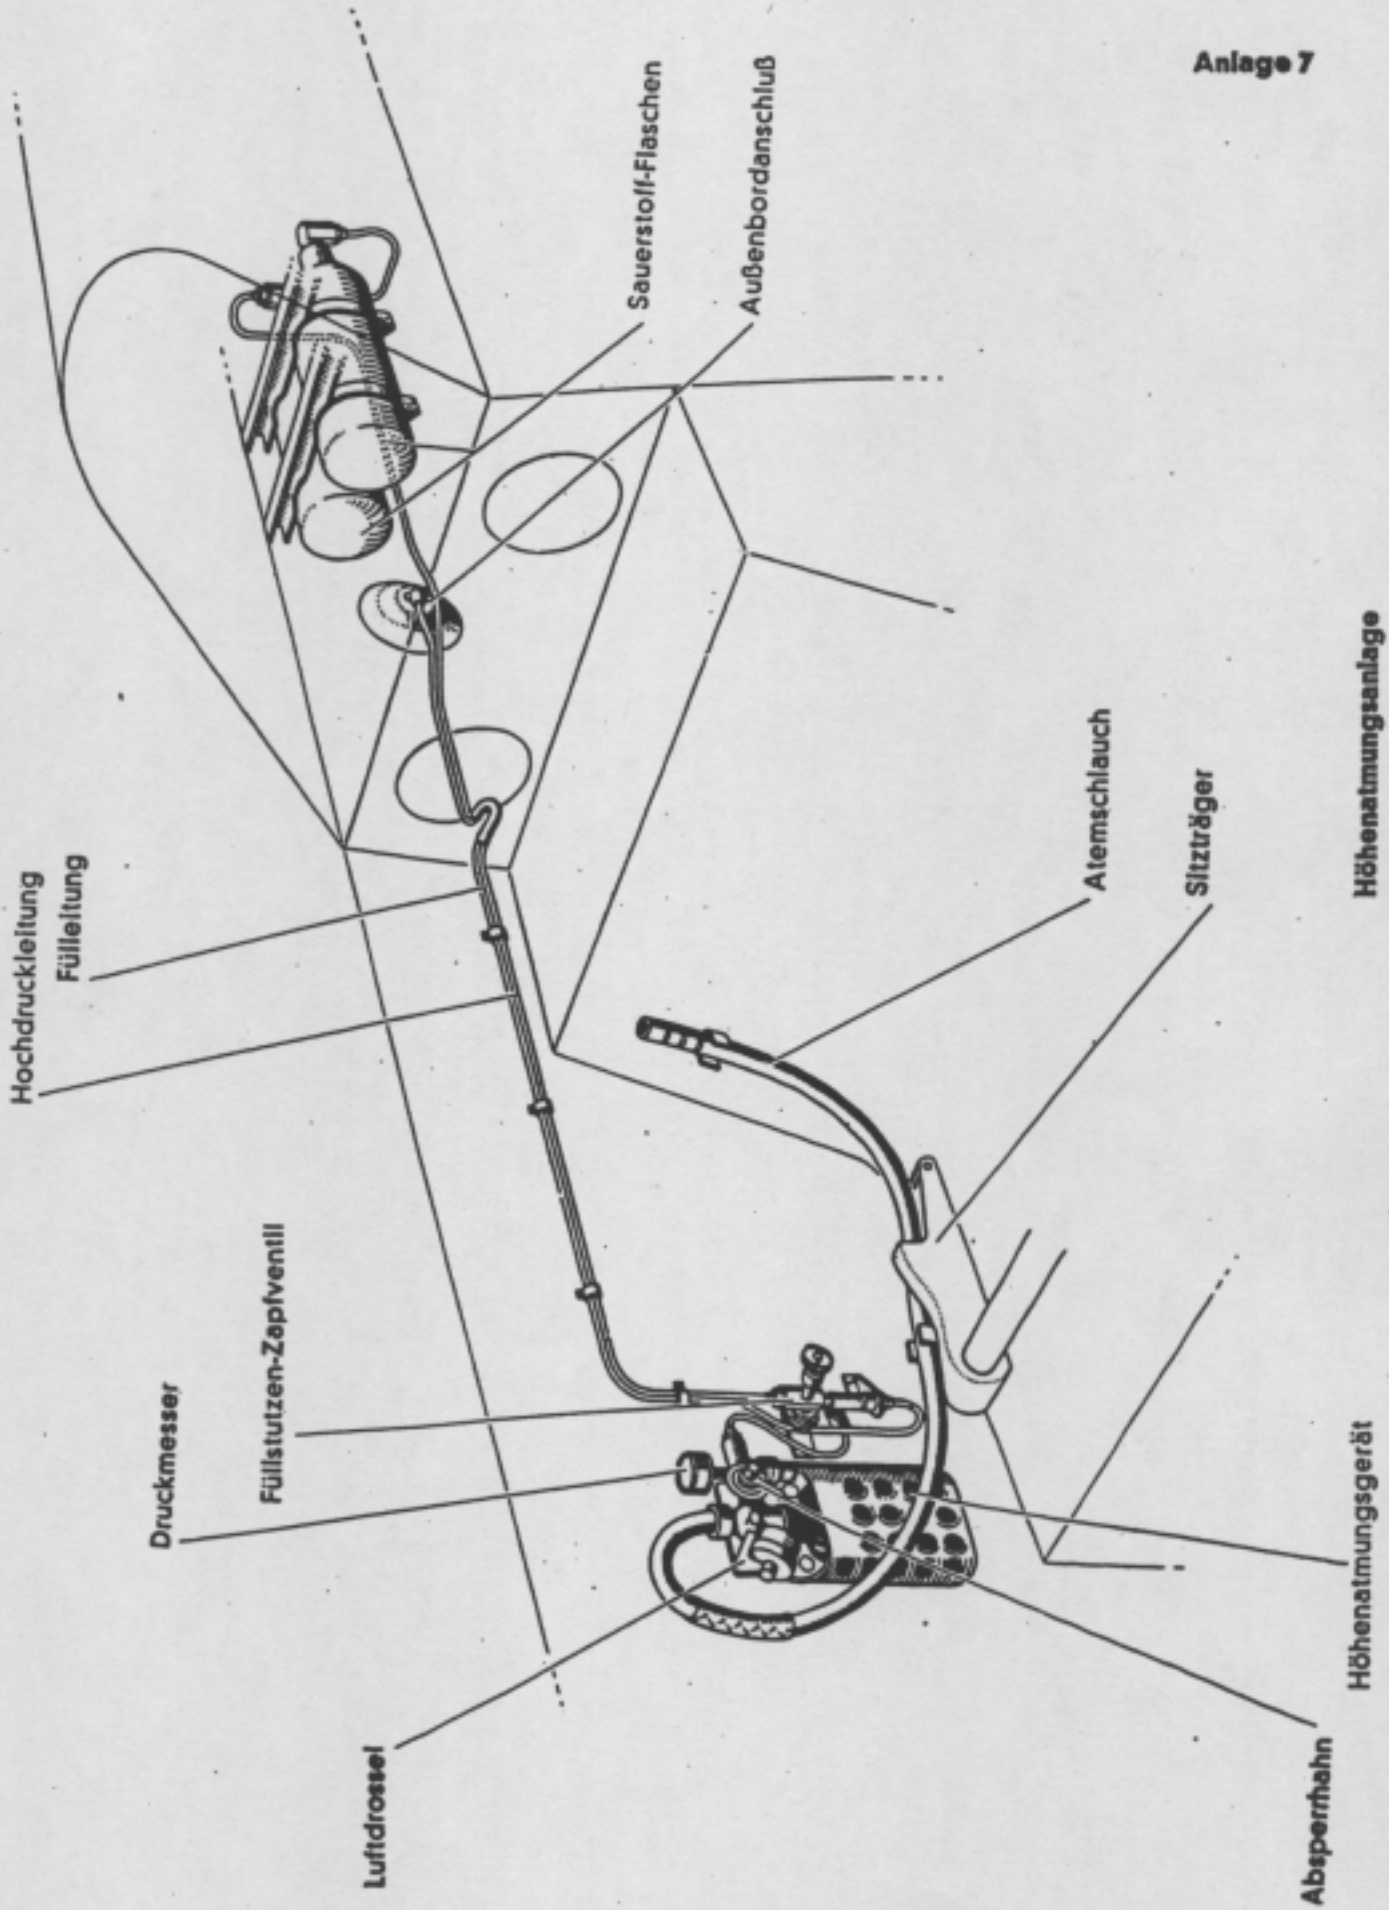 Anlage 7
Hochdruckleitung
Fülleitung
Druckmesser
Füllstutzen-Zapfventil
Luftdrossel
Sauerstoff-Flaschen
Außenbordanschluß
Atemschlauch
Sitzträger
Höhenatmungsgerät
Absperrhahn
Höhenatmungsanlage